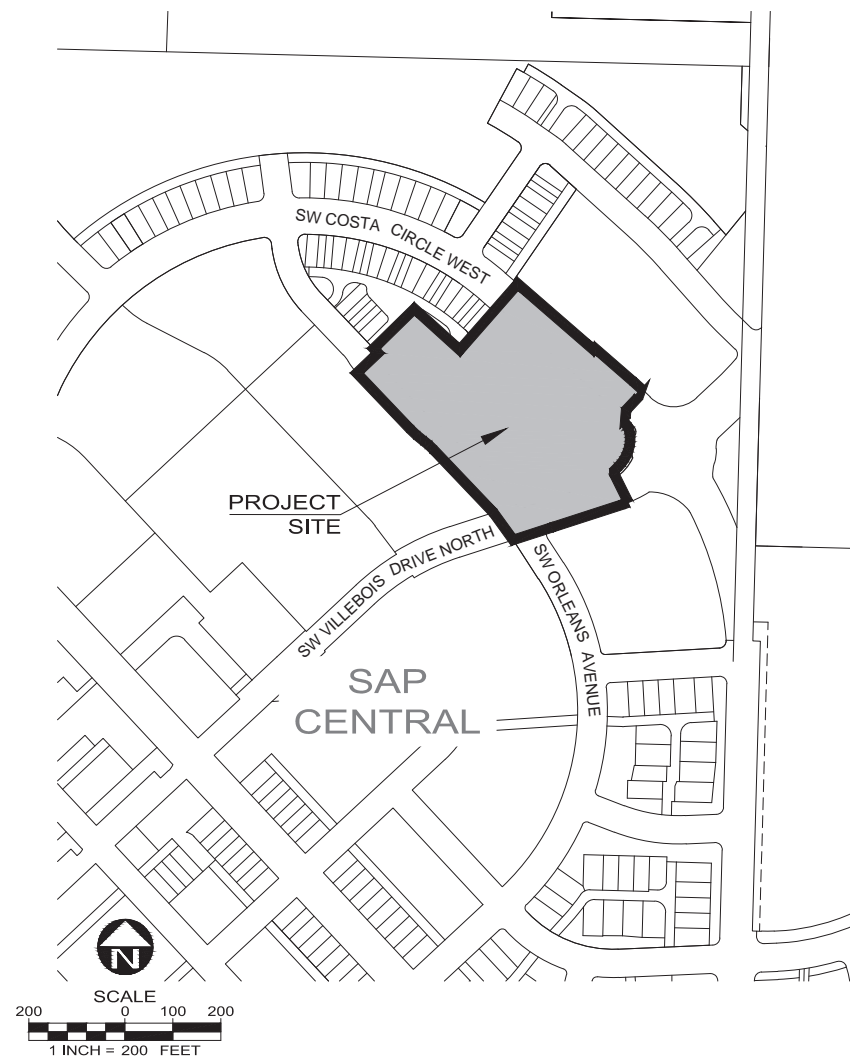 SW COSTA CIRCLE WEST
PROJECT
SITE
SW VILLEBOIS DRIVE NORTH
SW ORLEANS AVENUE
SAP
CENTRAL
N
SCALE
200 0 100 200
1 INCH = 200 FEET